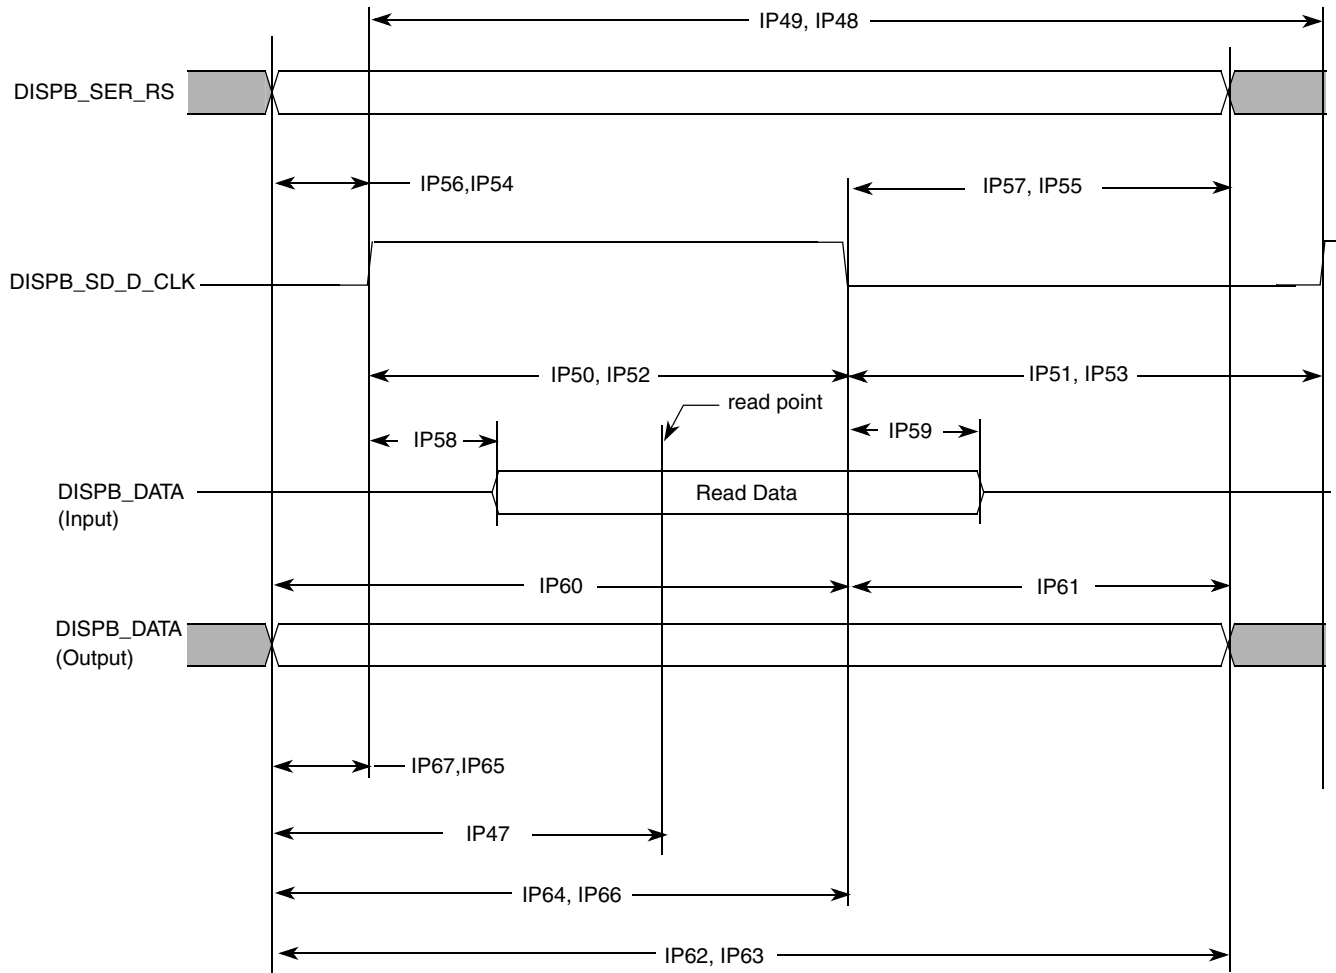 IP49, IP48
DISPB_SER_RS
IP56,IP54
IP57, IP55
DISPB_SD_D_CLK
IP50, IP52
IP51, IP53
read point
IP58
IP59
DISPB_DATA
(Input)
Read Data
IP60
IP61
DISPB_DATA
(Output)
IP67,IP65
IP47
IP64, IP66
IP62, IP63